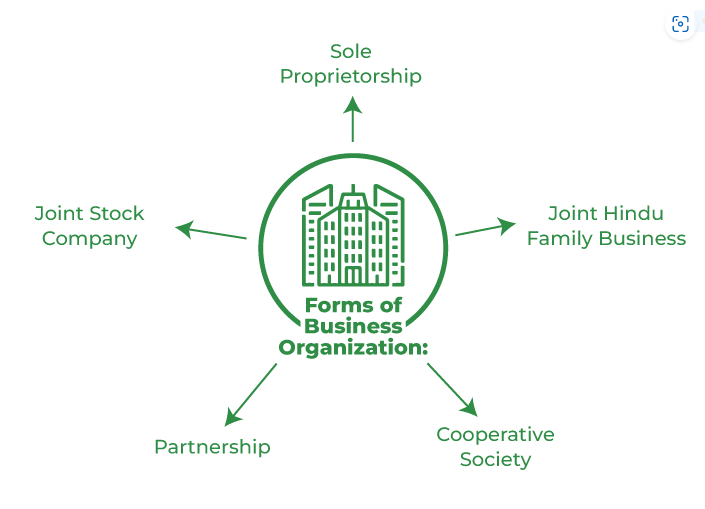 Sole
Proprietorship
Joint Stock
Company
Joint Hindu
Family Business
Forms of
Business
Organization:
Partnership
Cooperative
Society